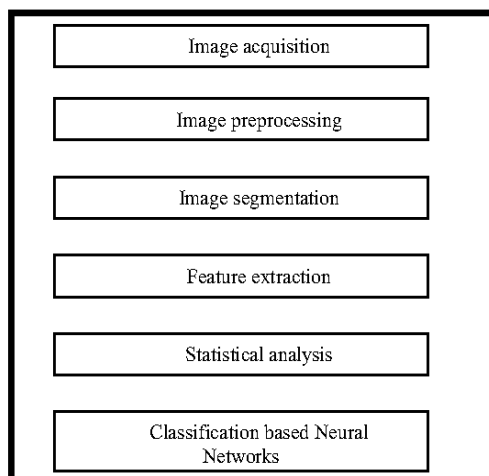 Image acquisition
Image preprocessing
Image segmentation
Feature extraction
Statistical analysis
Classification based Neural
Networks